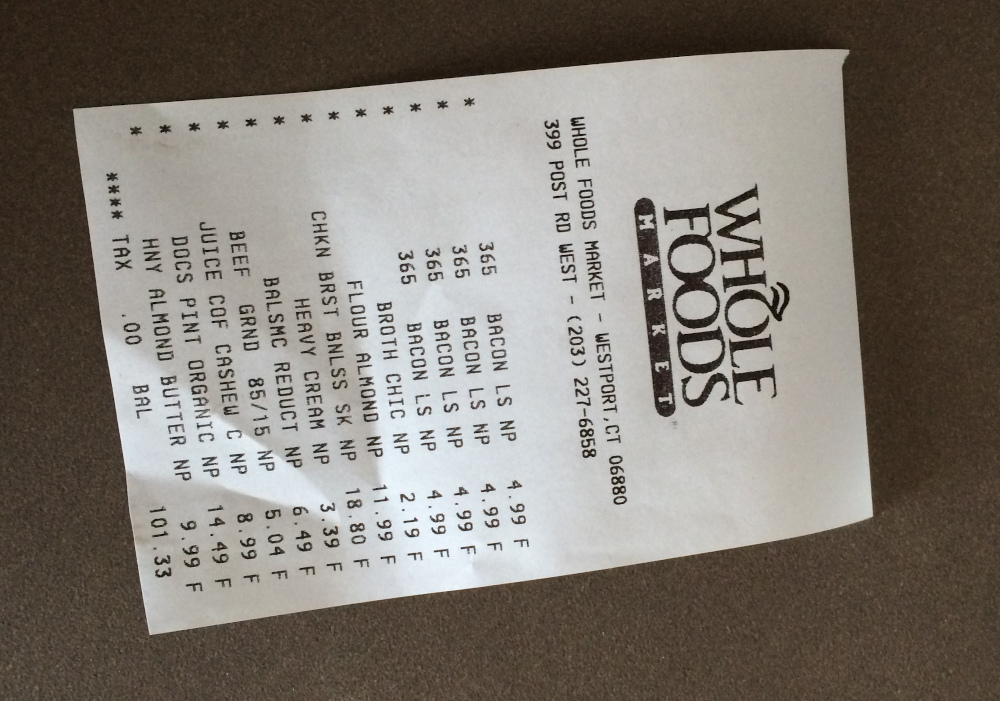 WHOLE
FOODS
MARKET
WHOLE FOODS MARKET - WESTPORT,CT 06880
399 POST RD WEST - (203) 227-6858
* 365 BACON LS NP 4.99 F
* 365 BACON LS NP 4.99 F
* 365 BACON LS NP 4.99 F
* 365 BACON LS NP 4.99 F
* BROTH CHIC NP 2.19 F
* FLOUR ALMOND NP 11.99 F
* CHKN BRST BNLSS SK NP 18.80 F
* HEAVY CREAM NP 3.39 F
* BALSMC REDUCT NP 6.49 F
* BEEF GRND 85/15 NP 5.04 F
* JUICE COF CASHEW C NP 8.99 F
* DOCS PINT ORGANIC NP 14.49 F
* HNY ALMOND BUTTER NP 9.99 F
**** TAX .00 BAL 101.33